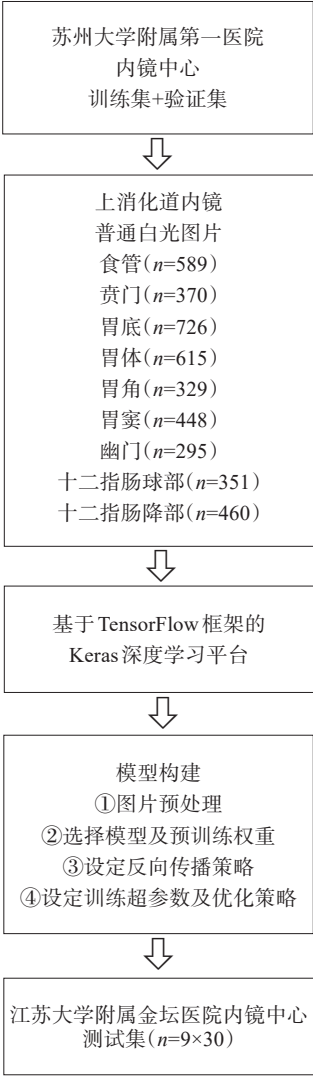 苏州大学附属第一医院
内镜中心
训练集+验证集
上消化道内镜
普通白光图片
食管(n=589)
贲门(n=370)
胃底(n=726)
胃体(n=615)
胃角(n=329)
胃窦(n=448)
幽门(n=295)
十二指肠球部(n=351)
十二指肠降部(n=460)
基于TensorFlow框架的
Keras深度学习平台
模型构建
①图片预处理
②选择模型及预训练权重
③设定反向传播策略
④设定训练超参数及优化策略
江苏大学附属金坛医院内镜中心
测试集(n=9×30)